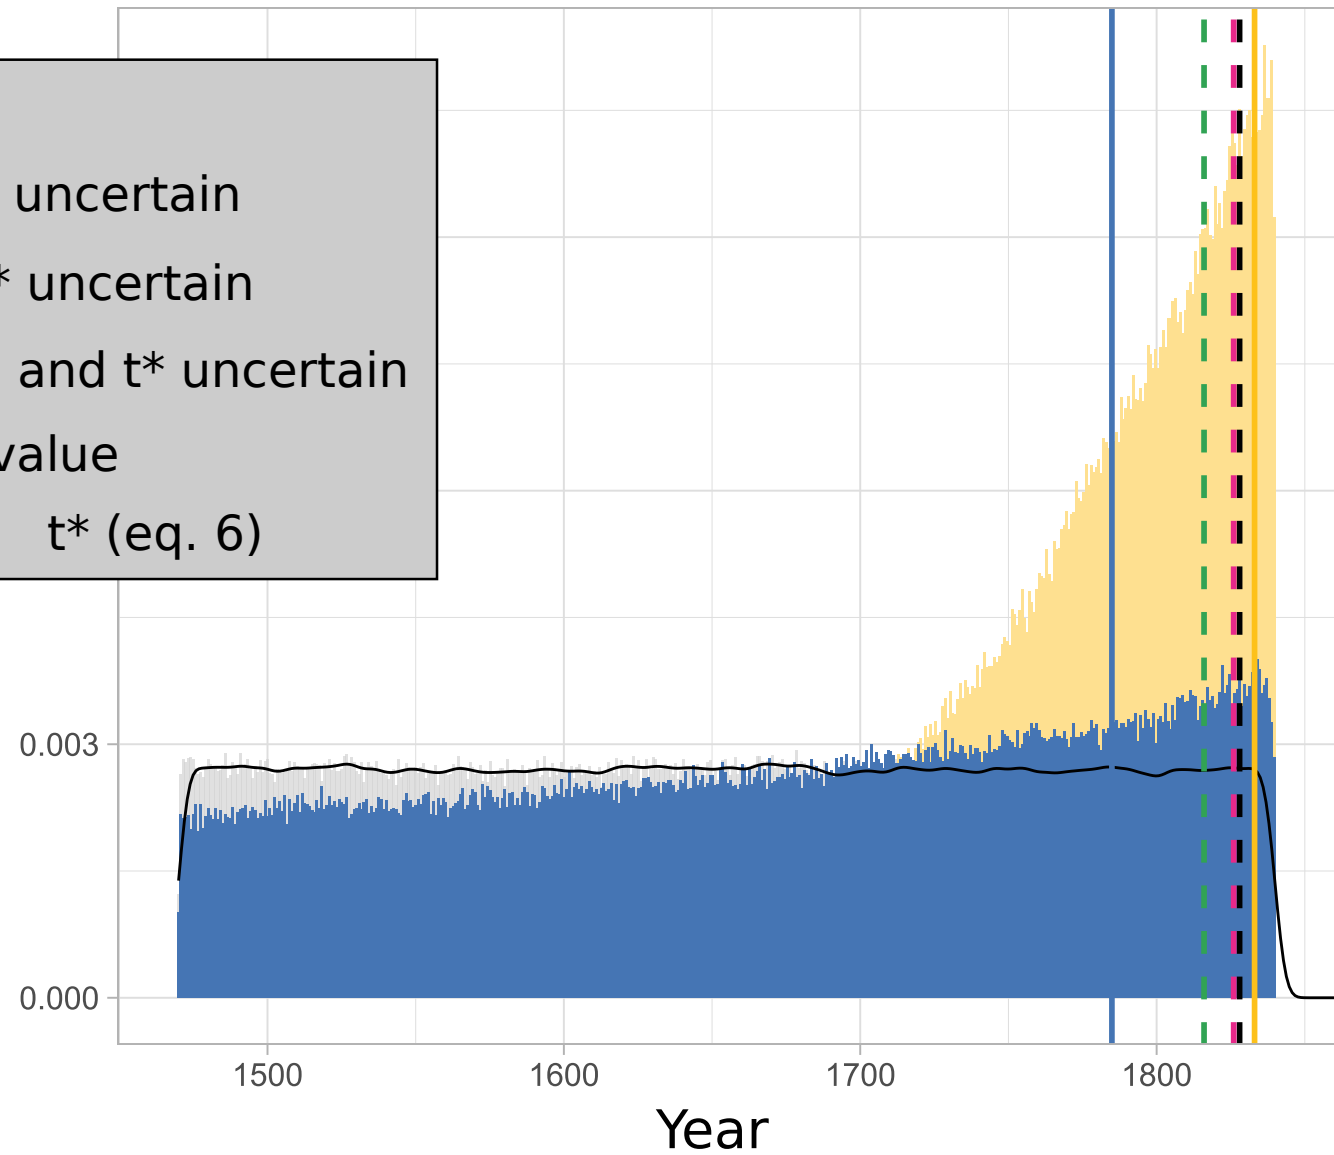 uncertain
* uncertain
and t* uncertain
value
t* (eq. 6)
0.003
0.000
1500 1600 1700 1800
Year